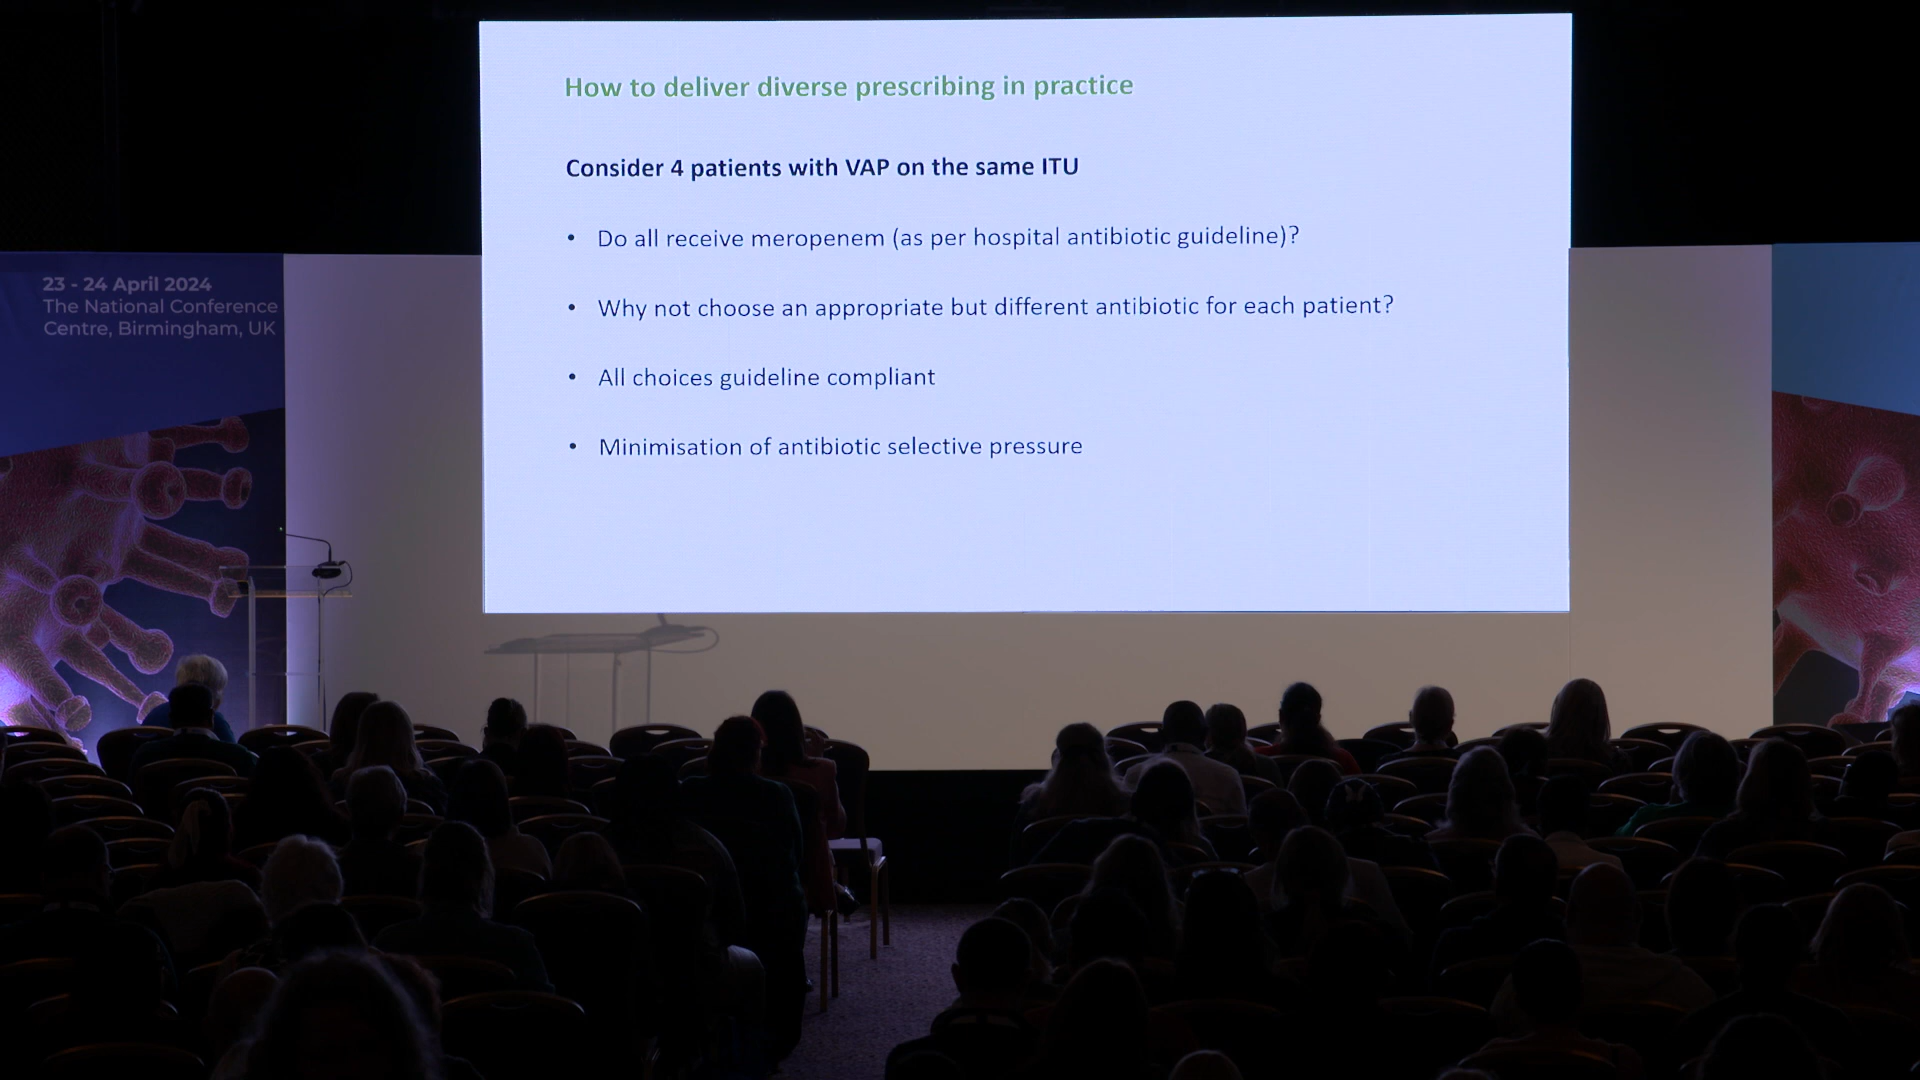 How to deliver diverse prescribing in practice
Consider 4 patients with VAP on the same ITU
• Do all receive meropenem (as per hospital antibiotic guideline)?
• Why not choose an appropriate but different antibiotic for each patient?
• All choices guideline compliant
• Minimisation of antibiotic selective pressure
23 - 24 April 2024
The National Conference
Centre, Birmingham, UK